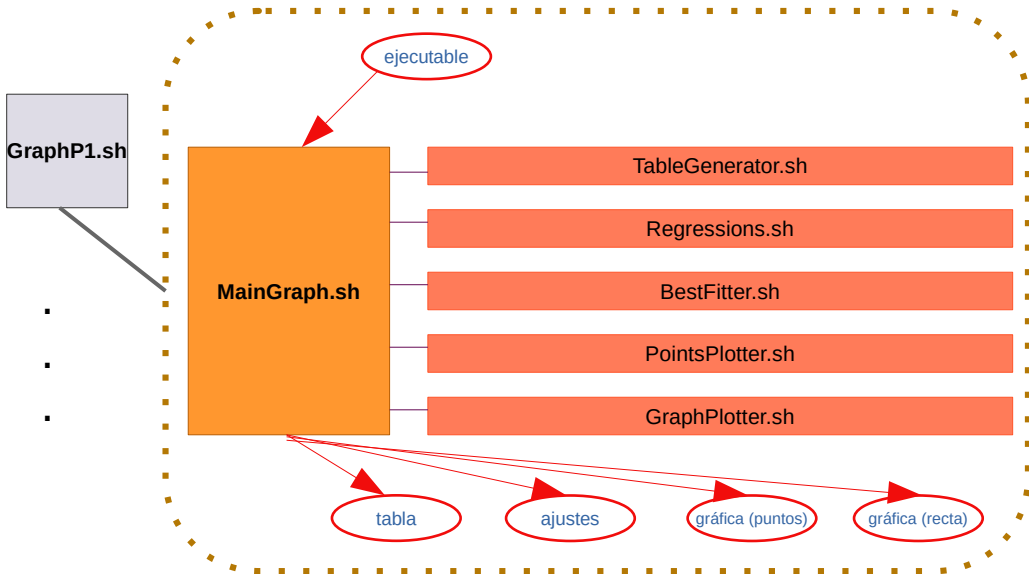 ejecutable
GraphP1.sh
MainGraph.sh
TableGenerator.sh
Regressions.sh
BestFitter.sh
PointsPlotter.sh
GraphPlotter.sh
tabla
ajustes
gráfica (puntos)
gráfica (recta)
.
.
.